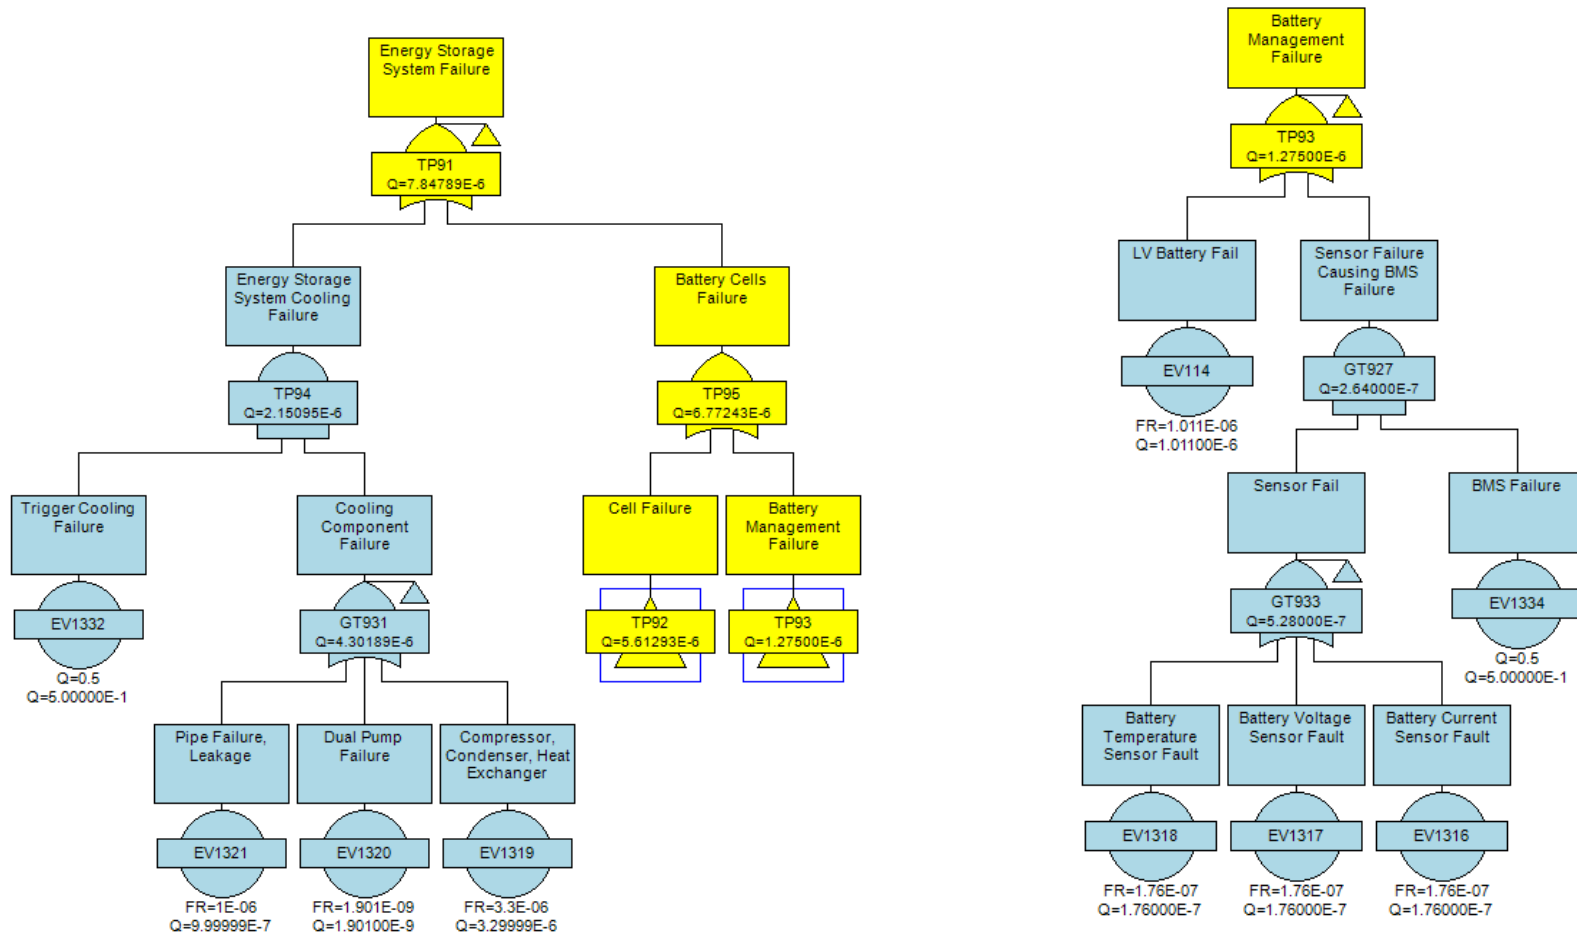 Energy Storage
System Failure
TP91
Q=7.84789E-6
Energy Storage
System Cooling
Failure
TP94
Q=2.15095E-6
Battery Cells
Failure
TP95
Q=6.77243E-6
Trigger Cooling
Failure
EV1332
Q=0.5
Q=5.00000E-1
Cooling
Component
Failure
GT931
Q=4.30189E-6
Cell Failure
TP92
Q=5.61293E-6
Battery
Management
Failure
TP93
Q=1.27500E-6
Pipe Failure,
Leakage
EV1321
FR=1E-06
Q=9.99999E-7
Dual Pump
Failure
EV1320
FR=1.901E-09
Q=1.90100E-9
Compressor,
Condenser, Heat
Exchanger
EV1319
FR=3.3E-06
Q=3.29999E-6
Battery
Management
Failure
TP93
Q=1.27500E-6
LV Battery Fail
EV114
FR=1.011E-06
Q=1.01100E-6
Sensor Failure
Causing BMS
Failure
GT927
Q=2.64000E-7
Sensor Fail
GT933
Q=5.28000E-7
BMS Failure
EV1334
Q=0.5
Q=5.00000E-1
Battery
Temperature
Sensor Fault
EV1318
FR=1.76E-07
Q=1.76000E-7
Battery Voltage
Sensor Fault
EV1317
FR=1.76E-07
Q=1.76000E-7
Battery Current
Sensor Fault
EV1316
FR=1.76E-07
Q=1.76000E-7